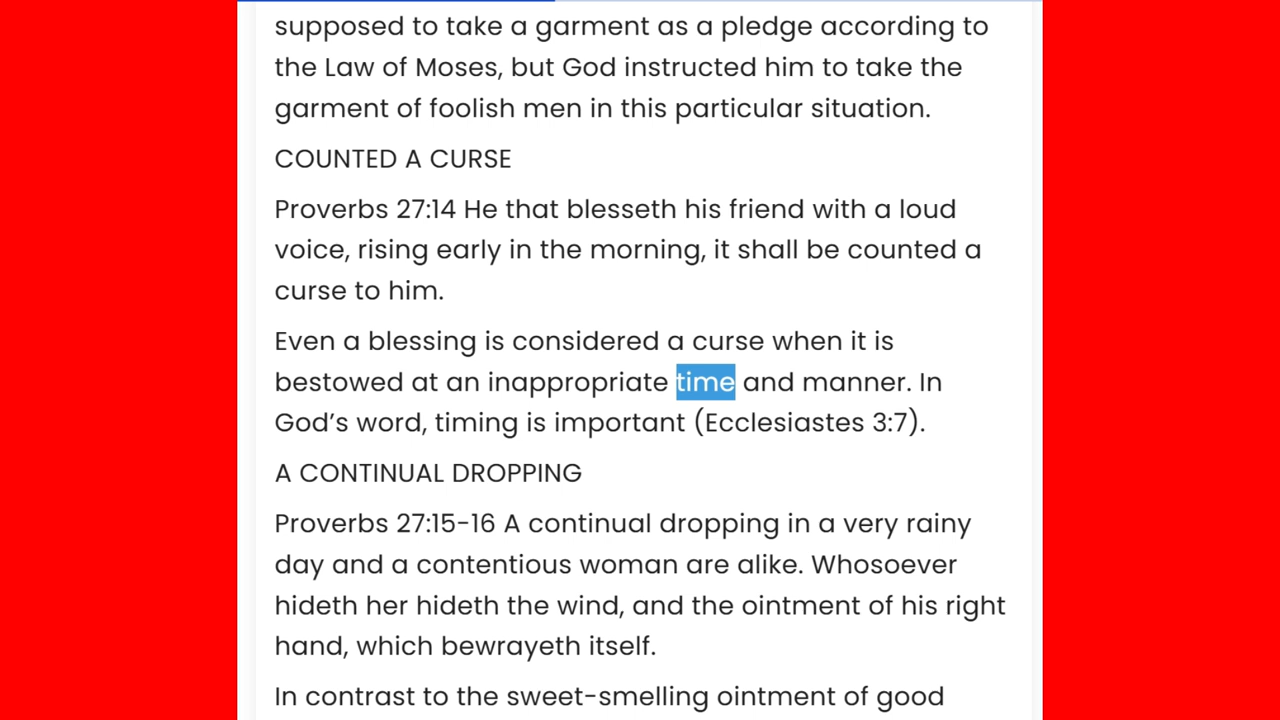 supposed to take a garment as a pledge according to
the Law of Moses, but God instructed him to take the
garment of foolish men in this particular situation.
COUNTED A CURSE
Proverbs 27:14 He that blesseth his friend with a loud
voice, rising early in the morning, it shall be counted a
curse to him.
Even a blessing is considered a curse when it is
bestowed at an inappropriate time and manner. In
God’s word, timing is important (Ecclesiastes 3:7).
A CONTINUAL DROPPING
Proverbs 27:15-16 A continual dropping in a very rainy
day and a contentious woman are alike. Whosoever
hideth her hideth the wind, and the ointment of his right
hand, which bewrayeth itself.
In contrast to the sweet-smelling ointment of good